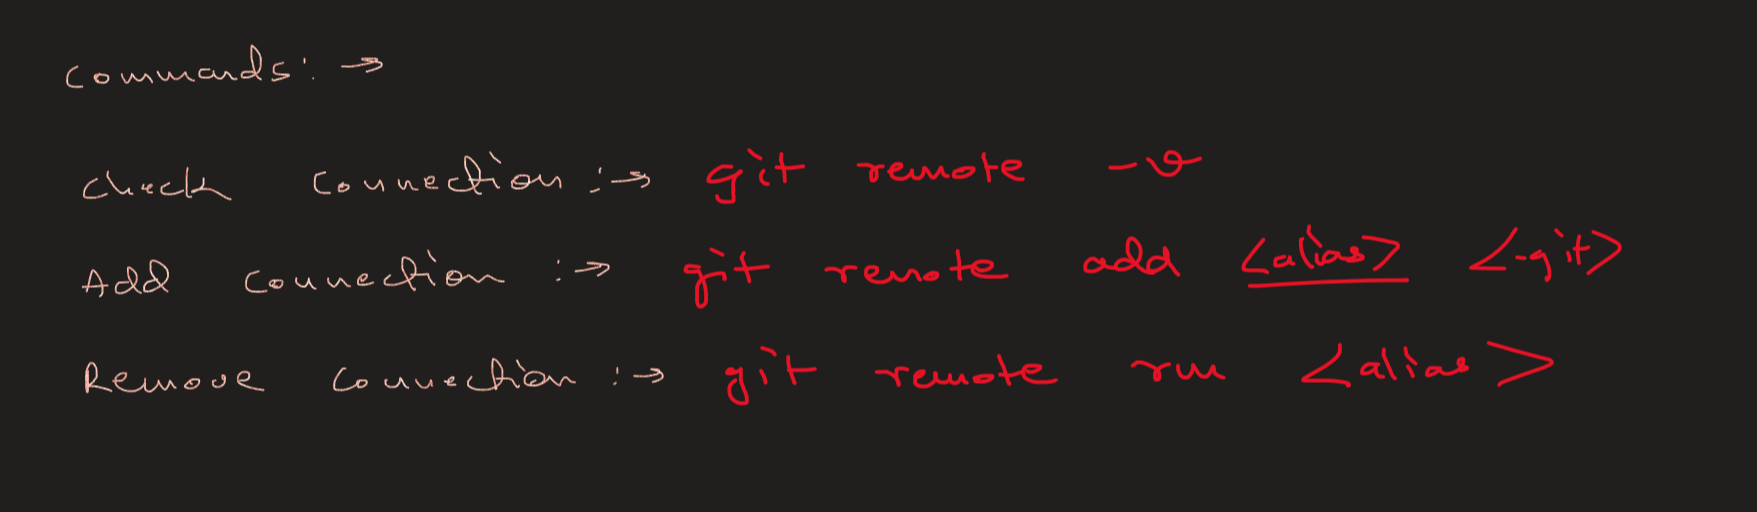 Commands: →
Check Connection :→ git remote -v
Add Connection :→ git remote add <alias> <-git>
Remove Connection :→ git remote rm <alias>